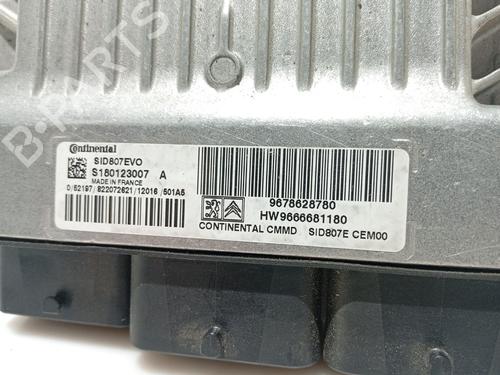 Continental
SID807EVO
S180123007 A
MADE IN FRANCE
0/52197/822072621/12016/501A5
9678628780
HW9666681180
CONTINENTAL CMMD SID807E CEM00
B-PARTS